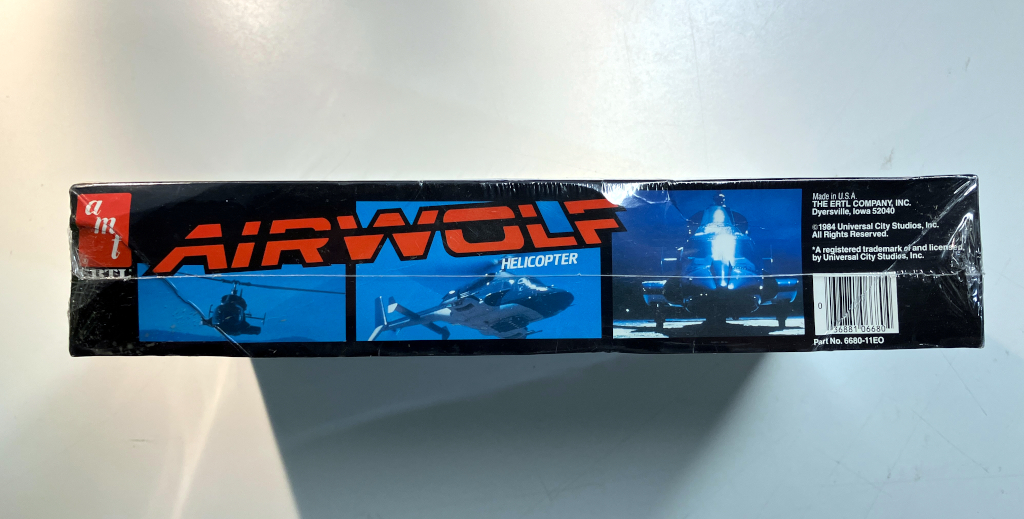 amt
ERTL
AIRWOLF
HELICOPTER
Made in U.S.A.
THE ERTL COMPANY, INC.
Dyersville, Iowa 52040
©1984 Universal City Studios, Inc.
All Rights Reserved.
*A registered trademark of and licensed
by Universal City Studios, Inc.
0
36881 06680
Part No. 6680-11EO